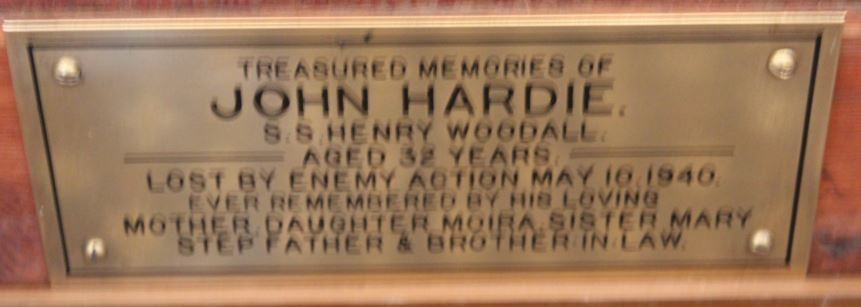 TREASURED MEMORIES OF
JOHN HARDIE.
S.S. HENRY WOODALL.
AGED 32 YEARS.
LOST BY ENEMY ACTION MAY 10, 1940.
EVER REMEMBERED BY HIS LOVING
MOTHER, DAUGHTER MOIRA, SISTER MARY
STEP FATHER & BROTHER-IN-LAW.